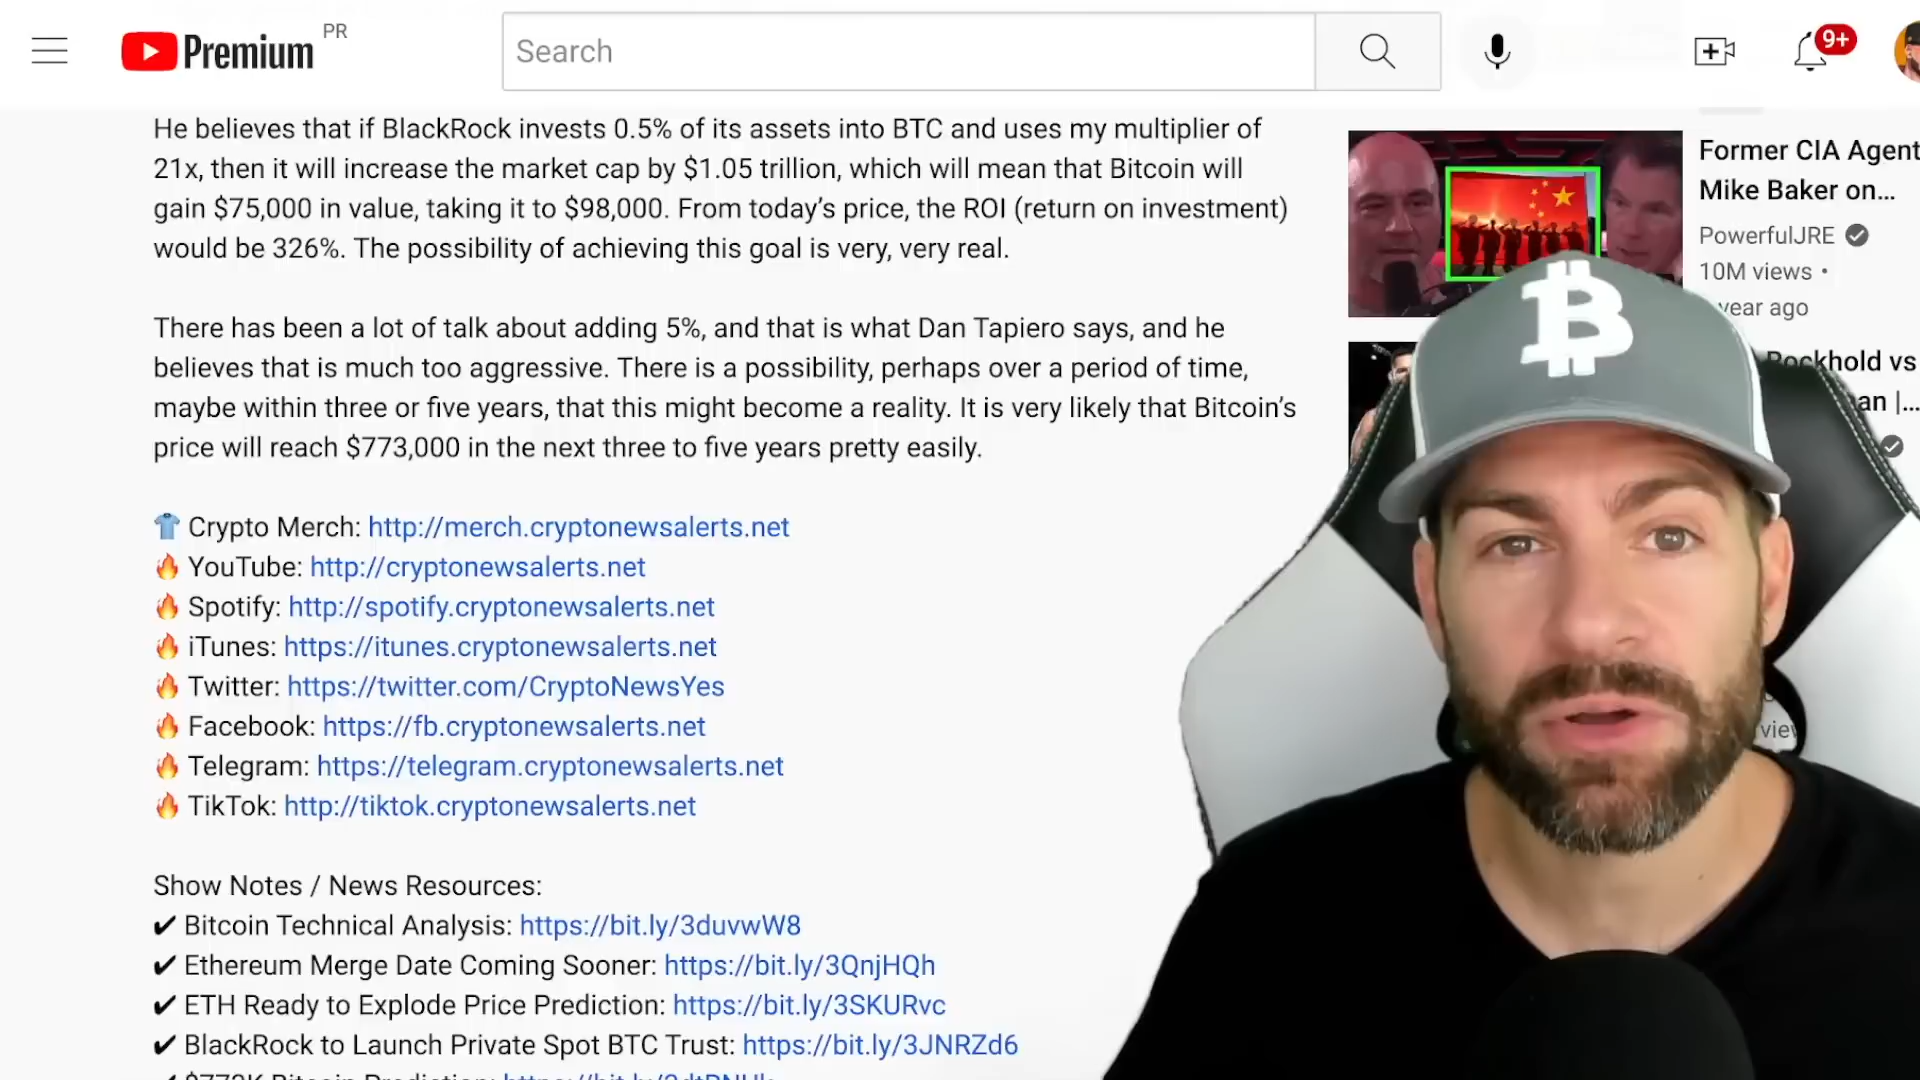 Premium PR
Search
9+
He believes that if BlackRock invests 0.5% of its assets into BTC and uses my multiplier of
21x, then it will increase the market cap by $1.05 trillion, which will mean that Bitcoin will
gain $75,000 in value, taking it to $98,000. From today’s price, the ROI (return on investment)
would be 326%. The possibility of achieving this goal is very, very real.
There has been a lot of talk about adding 5%, and that is what Dan Tapiero says, and he
believes that is much too aggressive. There is a possibility, perhaps over a period of time,
maybe within three or five years, that this might become a reality. It is very likely that Bitcoin’s
price will reach $773,000 in the next three to five years pretty easily.
Crypto Merch: http://merch.cryptonewsalerts.net
YouTube: http://cryptonewsalerts.net
Spotify: http://spotify.cryptonewsalerts.net
iTunes: https://itunes.cryptonewsalerts.net
Twitter: https://twitter.com/CryptoNewsYes
Facebook: https://fb.cryptonewsalerts.net
Telegram: https://telegram.cryptonewsalerts.net
TikTok: http://tiktok.cryptonewsalerts.net
Show Notes / News Resources:
✔ Bitcoin Technical Analysis: https://bit.ly/3duvwW8
✔ Ethereum Merge Date Coming Sooner: https://bit.ly/3QnjHQh
✔ ETH Ready to Explode Price Prediction: https://bit.ly/3SKURvc
✔ BlackRock to Launch Private Spot BTC Trust: https://bit.ly/3JNRZd6
Former CIA Agent
Mike Baker on...
PowerfulJRE
10M views •
year ago
Rockhold vs
|...